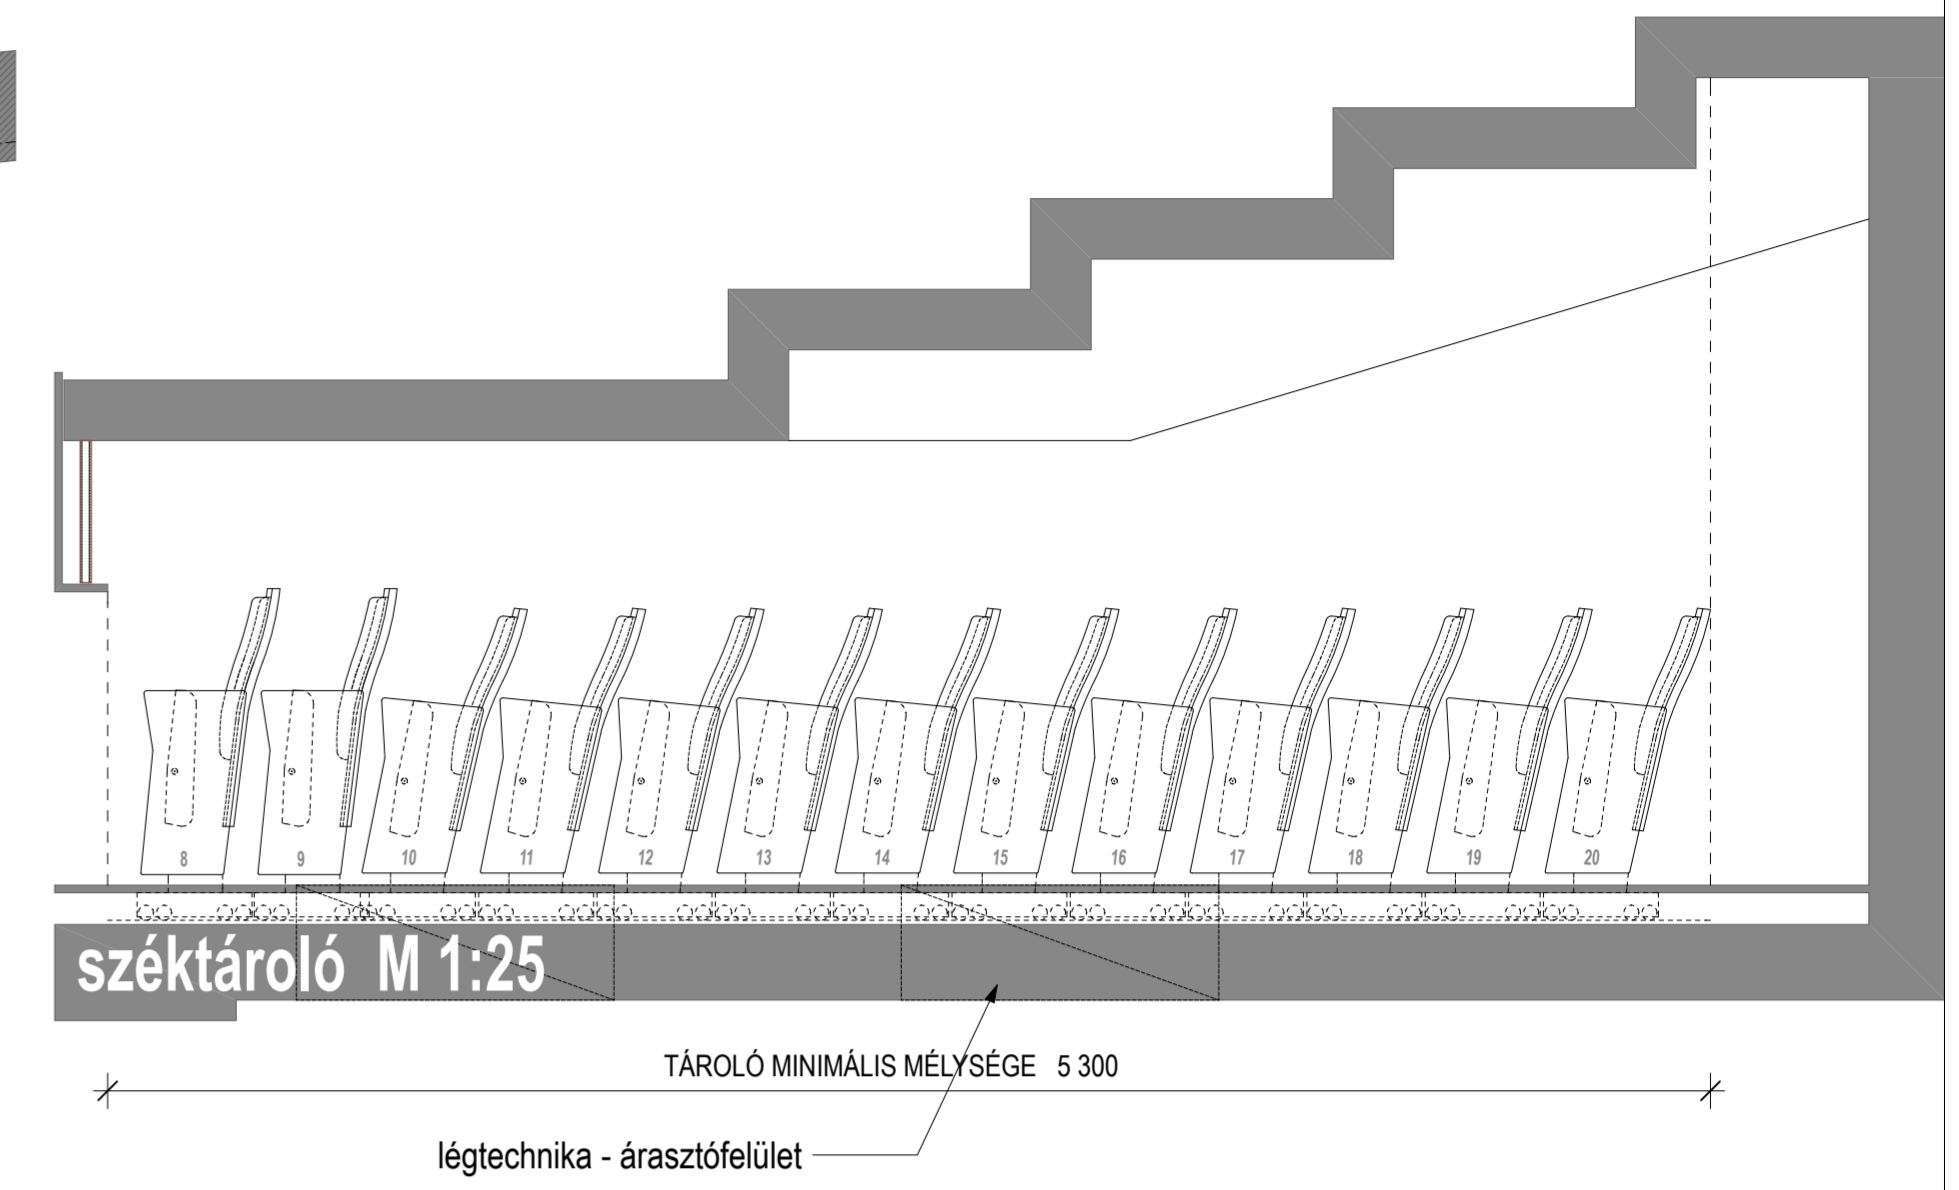 8 9 10 11 12 13 14 15 16 17 18 19 20
széktároló M 1:25
TÁROLÓ MINIMÁLIS MÉLYSÉGE 5 300
légtechnika - árasztófelület